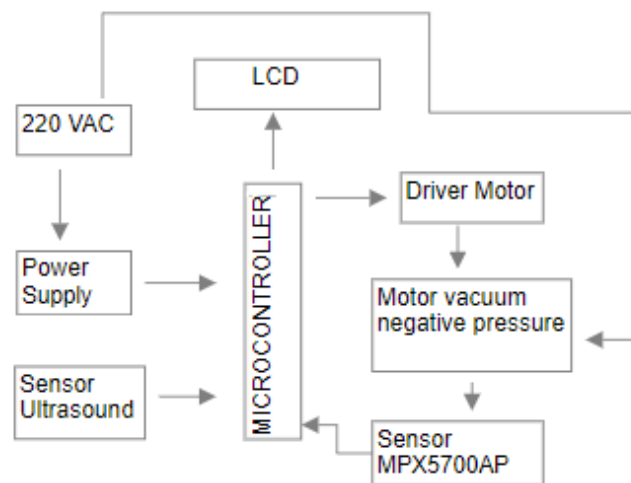 LCD
220 VAC
Driver Motor
MICROCONTROLLER
Power
Supply
Motor vacuum
negative pressure
Sensor
Ultrasound
Sensor
MPX5700AP